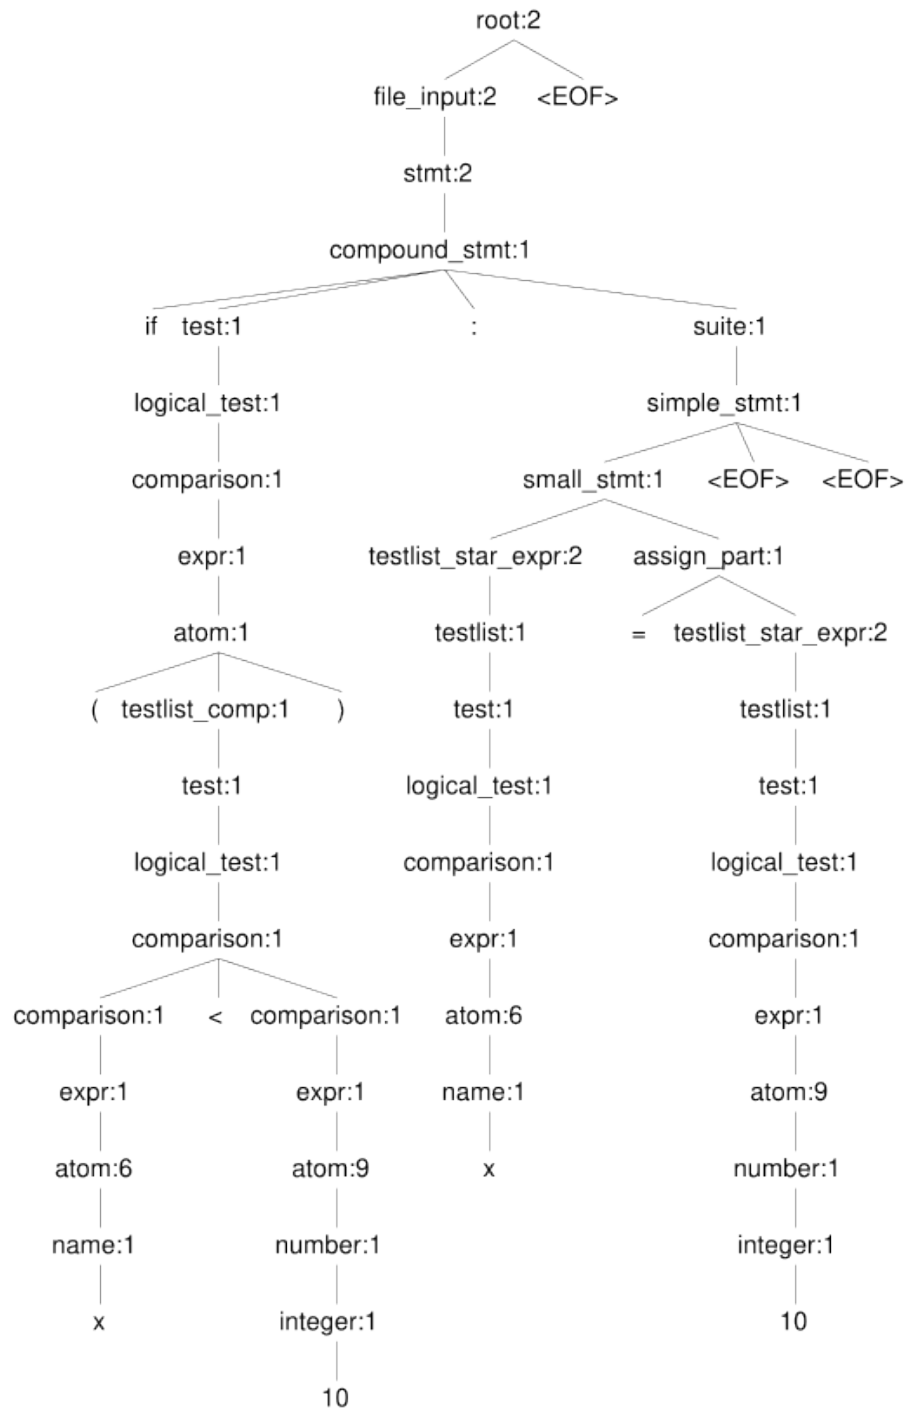 root:2
file_input:2 <EOF>
stmt:2
compound_stmt:1
if test:1 : suite:1
logical_test:1 simple_stmt:1
comparison:1 small_stmt:1 <EOF> <EOF>
expr:1 testlist_star_expr:2 assign_part:1
atom:1 testlist:1 = testlist_star_expr:2
( testlist_comp:1 ) test:1 testlist:1
test:1 logical_test:1 test:1
logical_test:1 comparison:1 logical_test:1
comparison:1 expr:1 comparison:1
comparison:1 < comparison:1 atom:6 expr:1
expr:1 expr:1 name:1 atom:9
atom:6 atom:9 x number:1
name:1 number:1 integer:1
x integer:1 10
10